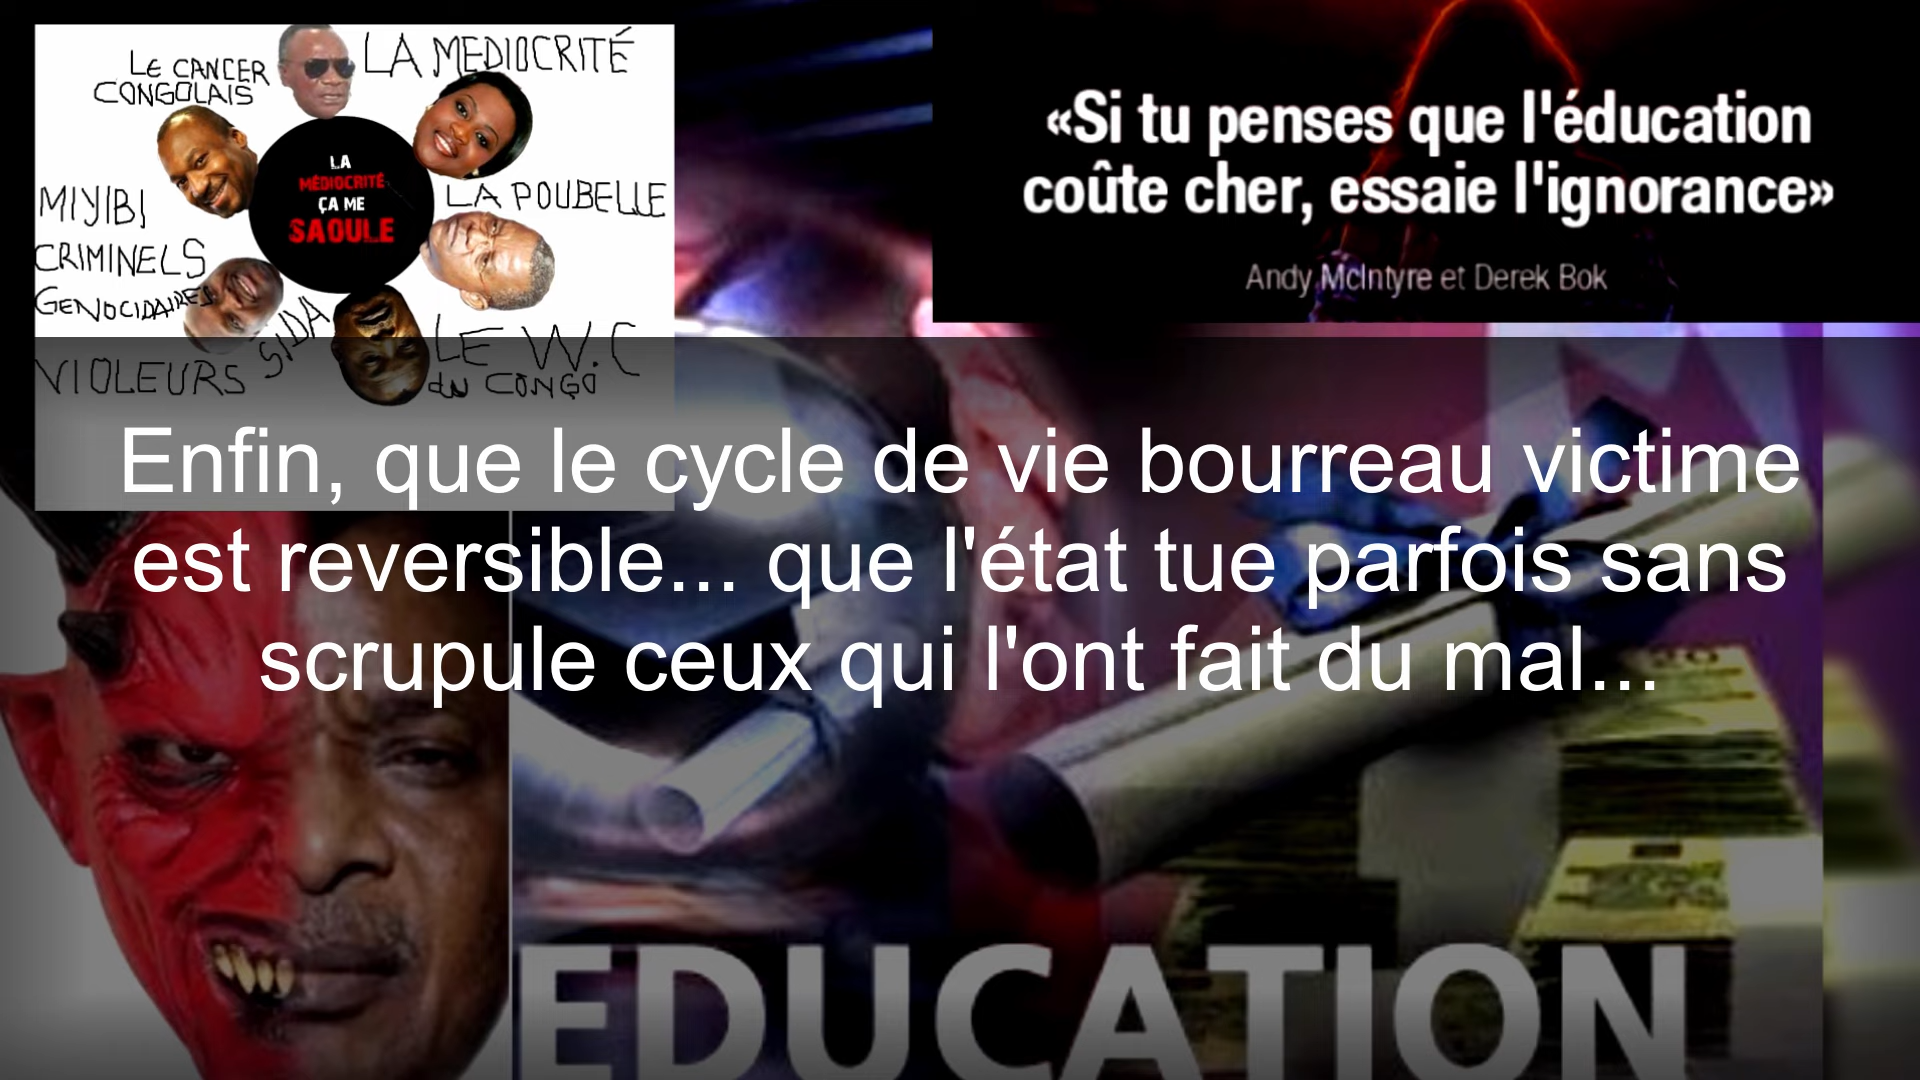 LE CANCER
CONGOLAIS
LA MEDIOCRITÉ
LA
MÉDIOCRITÉ
ÇA ME
SAOULE
MIYIBI
LA POUBELLE
CRIMINELS
GENOCIDAIRES
SIDA
VIOLEURS
LE W.C
du CONGO
«Si tu penses que l'éducation
coûte cher, essaie l'ignorance»
Andy McIntyre et Derek Bok
Enfin, que le cycle de vie bourreau victime
est reversible... que l'état tue parfois sans
scrupule ceux qui l'ont fait du mal...
EDUCATION